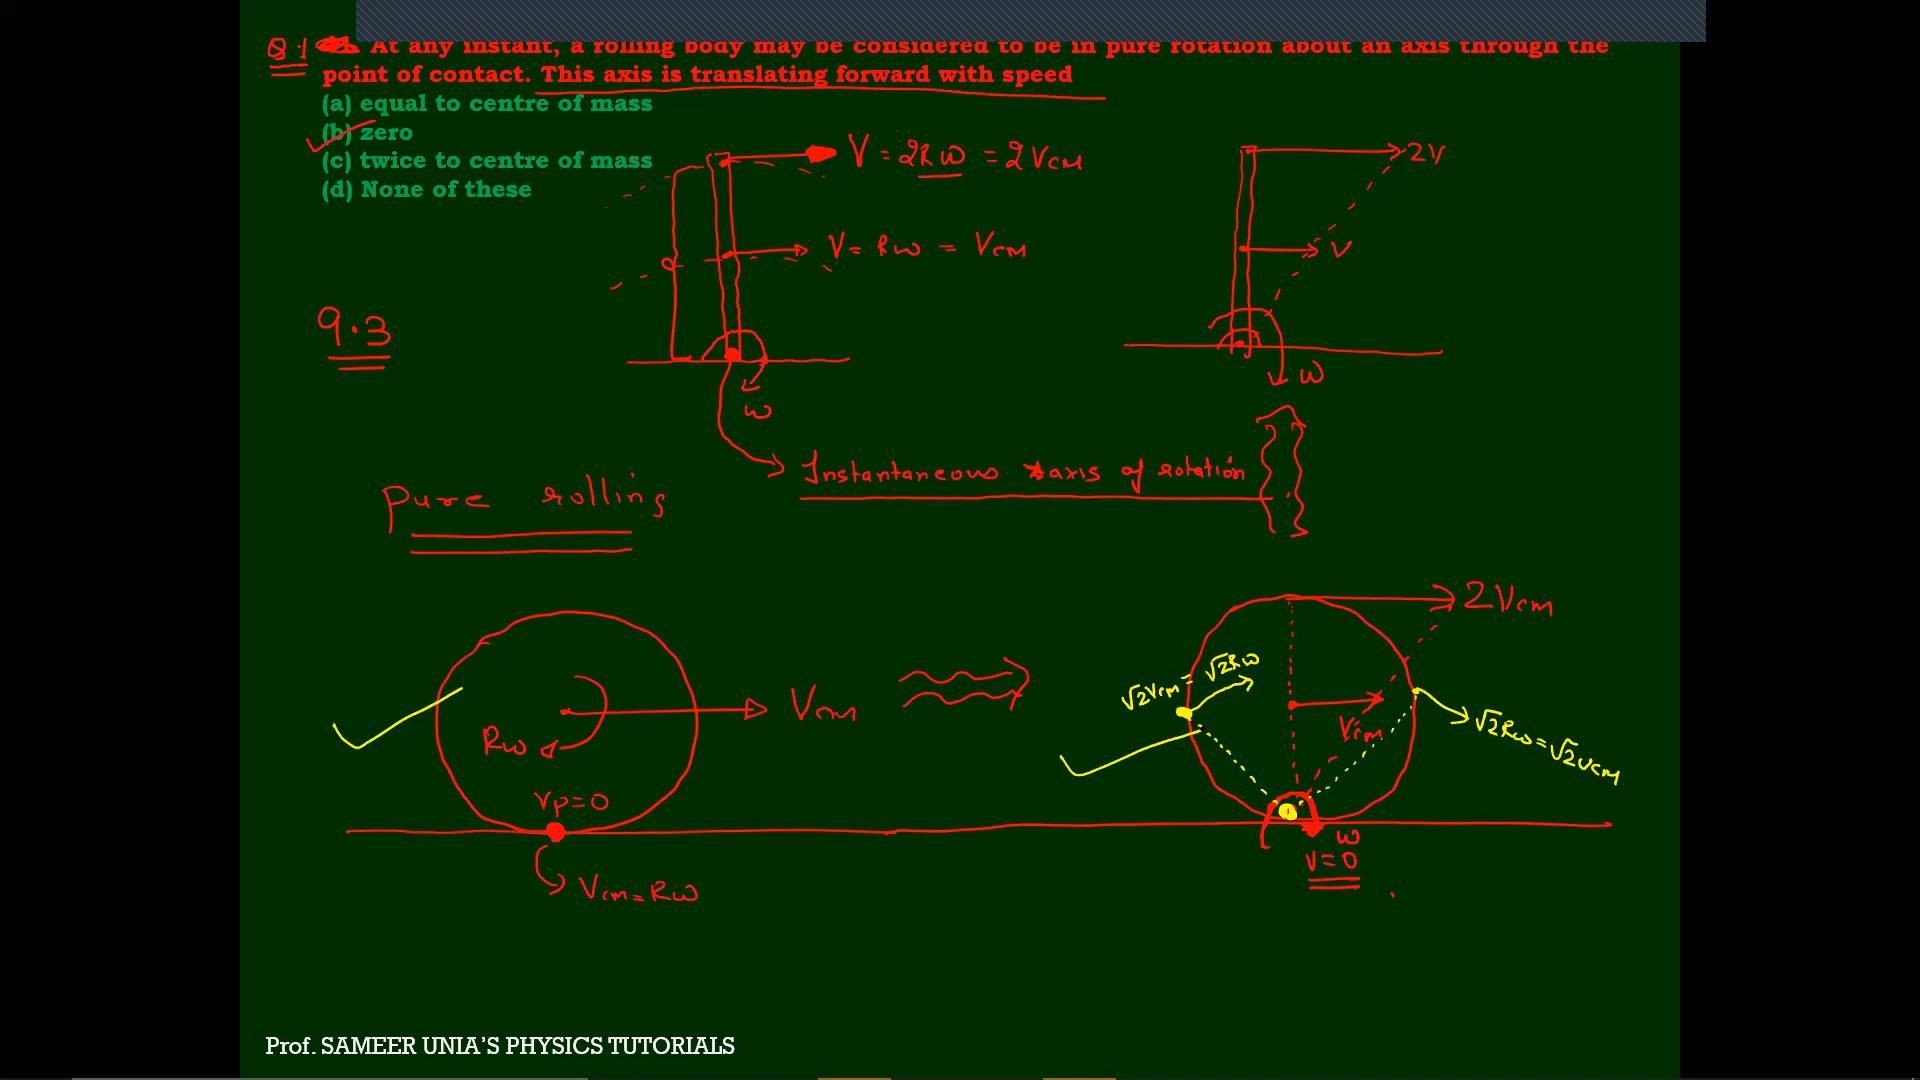 Q.1 At any instant, a rolling body may be considered to be in pure rotation about an axis through the
point of contact. This axis is translating forward with speed
(a) equal to centre of mass
(b) zero
(c) twice to centre of mass
(d) None of these
V = 2Rω = 2Vcm
2V
V = Rω = Vcm
V
9.3
ω
ω
Instantaneous axis of rotation
Pure rolling
2Vcm
√2Vcm = √2Rω
Vcm
Vcm
Rω
√2Rω = √2Vcm
Vp=0
ω
V=0
Vcm = Rω
Prof. SAMEER UNIA'S PHYSICS TUTORIALS